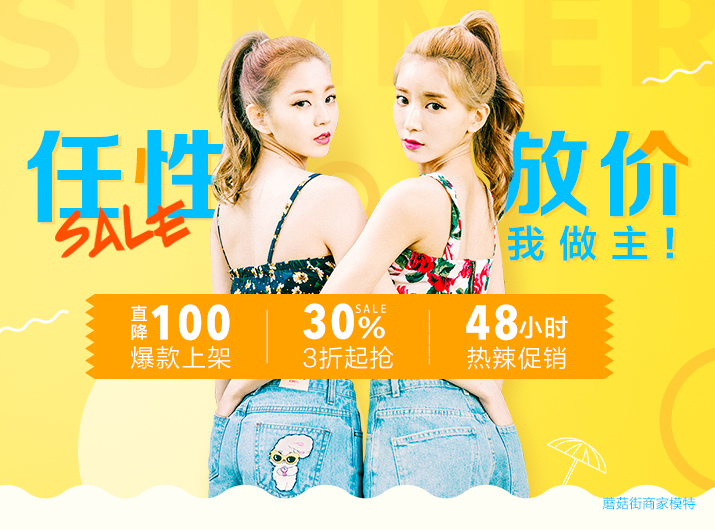 SUMMER
任性
SALE
放价
我做主!
直降100
爆款上架
30%
SALE
3折起抢
48小时
热辣促销
蘑菇街商家模特